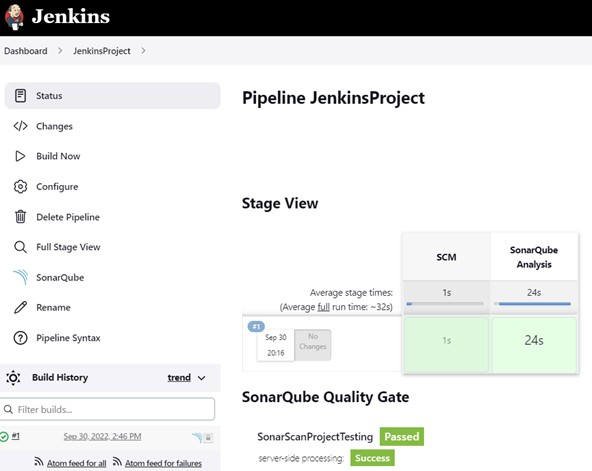 Jenkins
Dashboard > JenkinsProject >
Status
Changes
Build Now
Configure
Delete Pipeline
Full Stage View
SonarQube
Rename
Pipeline Syntax
Build History trend
Filter builds...
#1 Sep 30, 2022, 2:46 PM
Atom feed for all Atom feed for failures
Pipeline JenkinsProject
Stage View
SCM
SonarQube
Analysis
Average stage times:
(Average full run time: ~32s)
1s
24s
#1
Sep 30
20:16
No
Changes
1s
24s
SonarQube Quality Gate
SonarScanProjectTesting Passed
server-side processing: Success